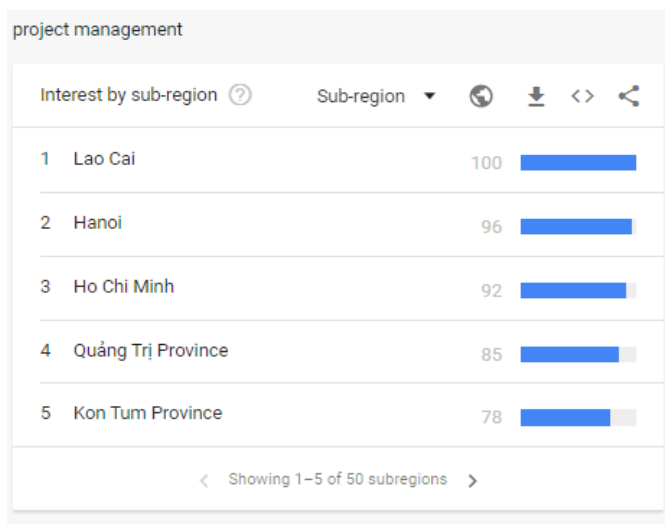 project management
Interest by sub-region ?
Sub-region
1 Lao Cai 100
2 Hanoi 96
3 Ho Chi Minh 92
4 Quảng Trị Province 85
5 Kon Tum Province 78
Showing 1–5 of 50 subregions